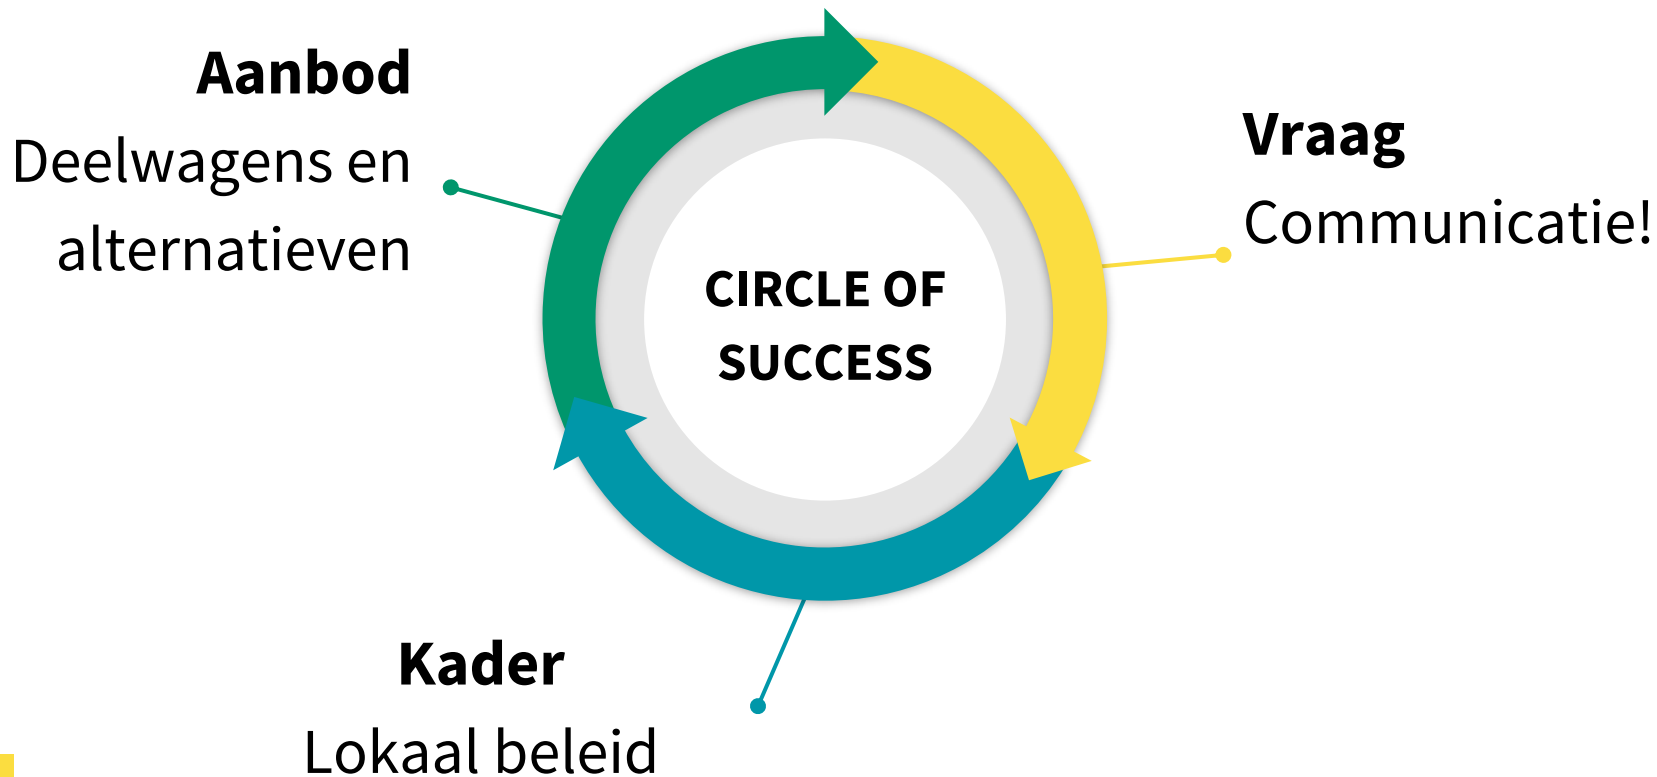 Aanbod
Deelwagens en
alternatieven
Vraag
Communicatie!
CIRCLE OF
SUCCESS
Kader
Lokaal beleid